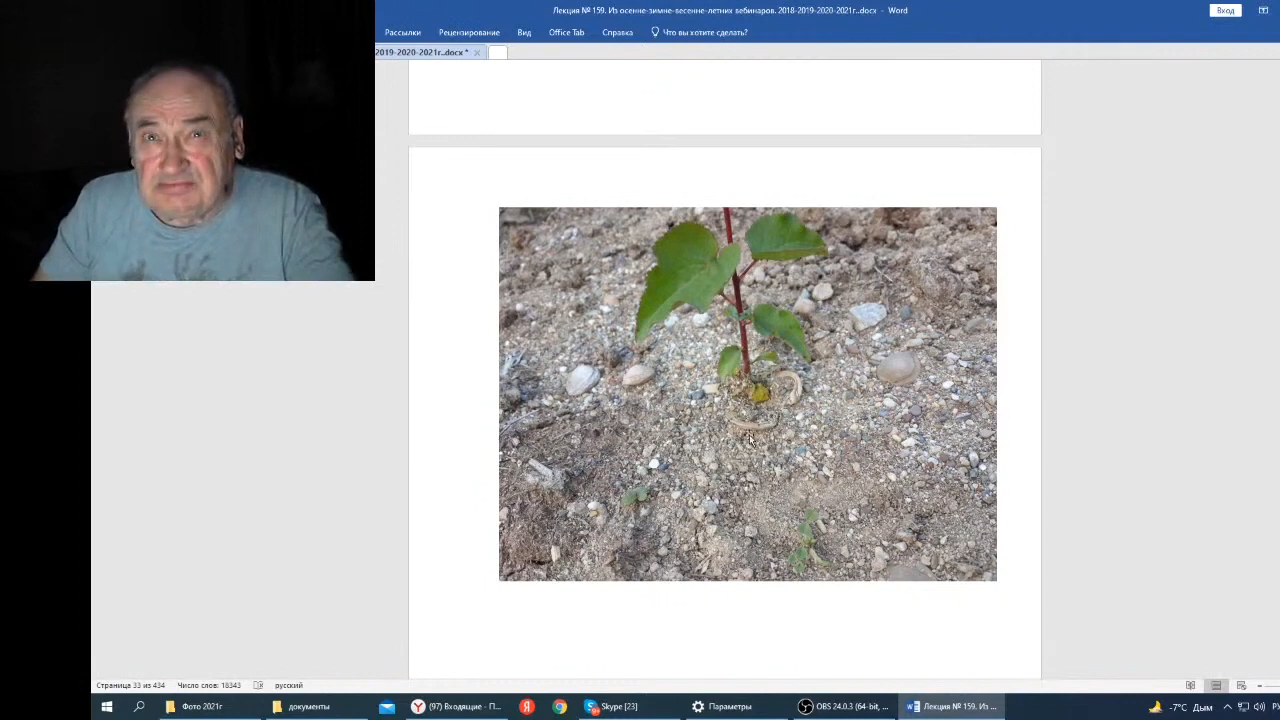 Лекция № 159. Из осенне-зимне-весенне-летних вебинаров. 2018-2019-2020-2021г..docx - Word
Вход
Рассылки Рецензирование Вид Office Tab Справка Что вы хотите сделать?
2019-2020-2021г..docx *
Страница 33 из 434 Число слов: 18343 русский
Фото 2021г документы (97) Входящие - П... Skype [23] Параметры OBS 24.0.3 (64-bit, ... Лекция № 159. Из ... -7°C Дым